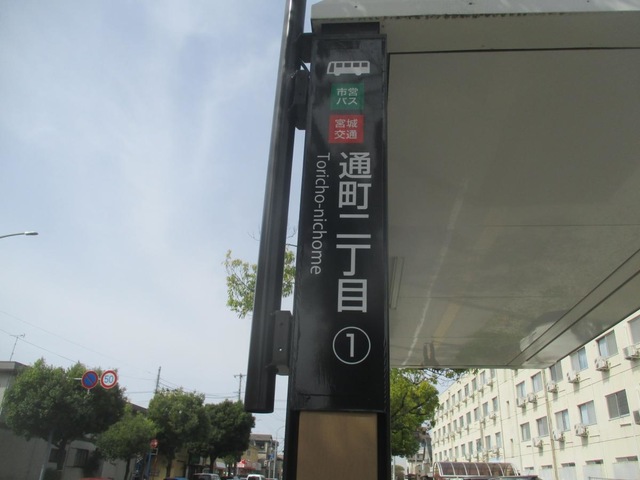 市営
バス
宮城
交通
通町二丁目
Toricho-nichome
1
50